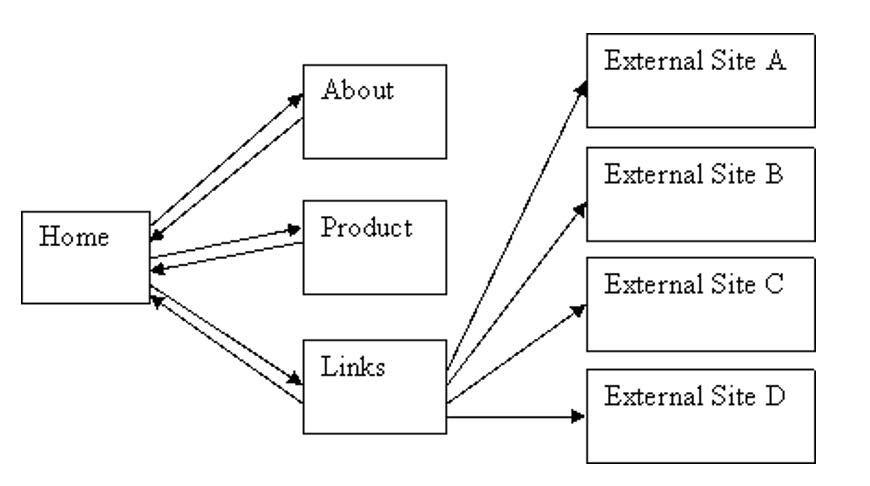 External Site A
About
External Site B
Product
Home
External Site C
Links
External Site D